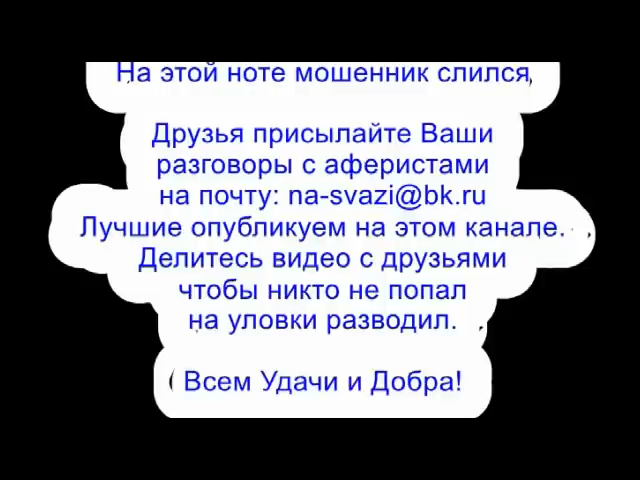 На этой ноте мошенник слился
Друзья присылайте Ваши
разговоры с аферистами
на почту: na-svazi@bk.ru
Лучшие опубликуем на этом канале.
Делитесь видео с друзьями
чтобы никто не попал
на уловки разводил.
Всем Удачи и Добра!